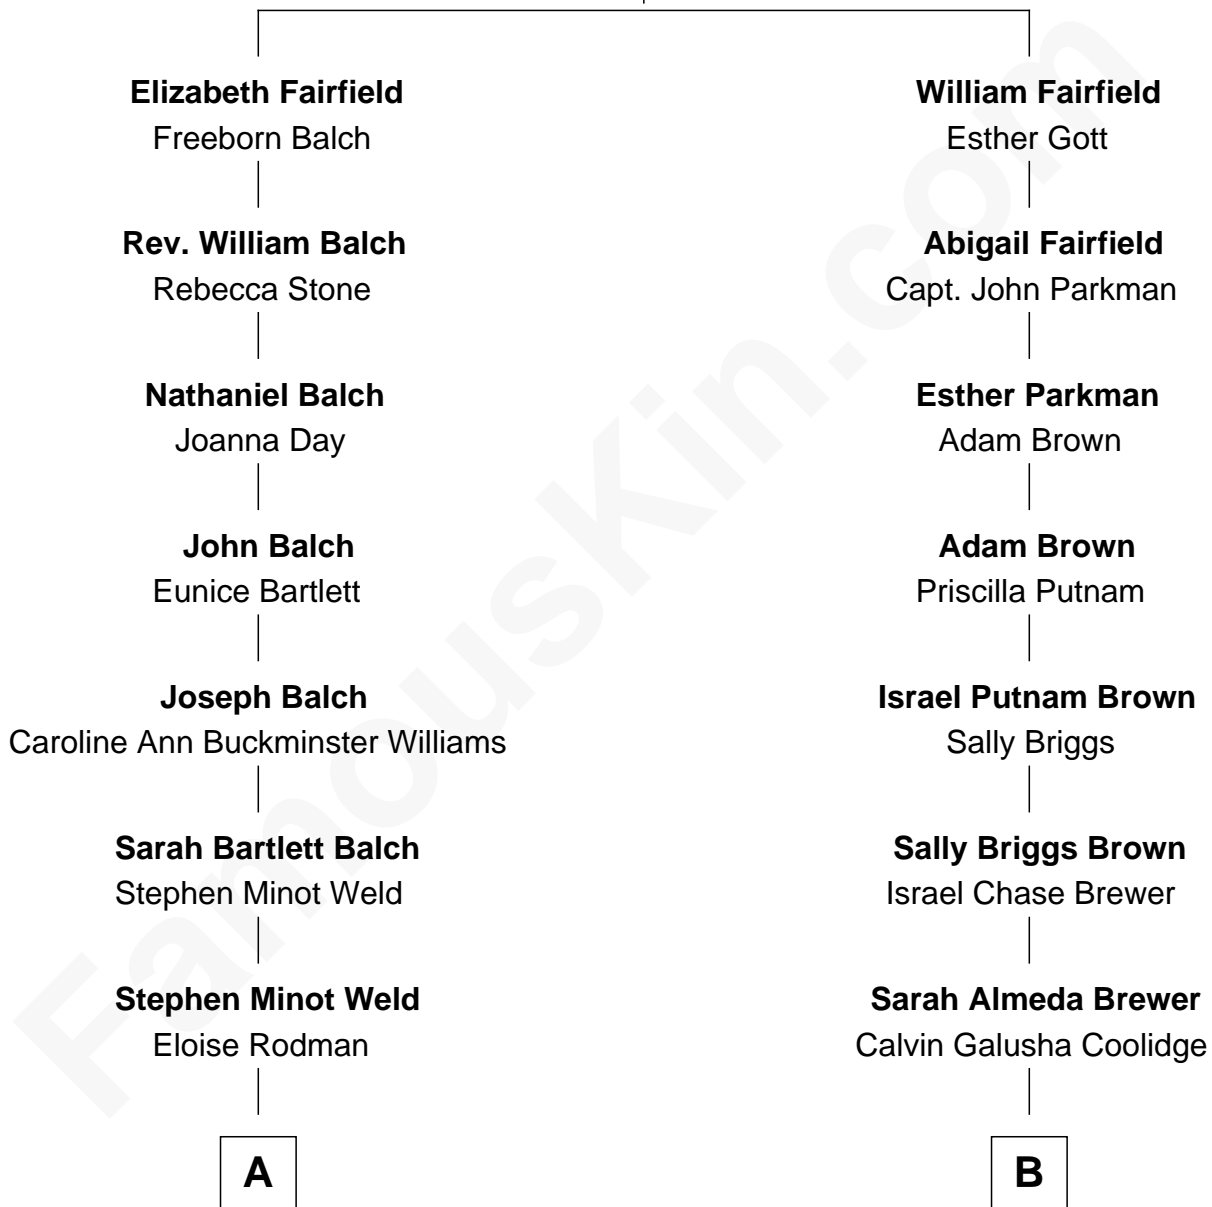 Elizabeth Fairfield
Freeborn Balch
Rev. William Balch
Rebecca Stone
Nathaniel Balch
Joanna Day
John Balch
Eunice Bartlett
Joseph Balch
Caroline Ann Buckminster Williams
Sarah Bartlett Balch
Stephen Minot Weld
Stephen Minot Weld
Eloise Rodman
A
William Fairfield
Esther Gott
Abigail Fairfield
Capt. John Parkman
Esther Parkman
Adam Brown
Adam Brown
Priscilla Putnam
Israel Putnam Brown
Sally Briggs
Sally Briggs Brown
Israel Chase Brewer
Sarah Almeda Brewer
Calvin Galusha Coolidge
B
FamousKin.com